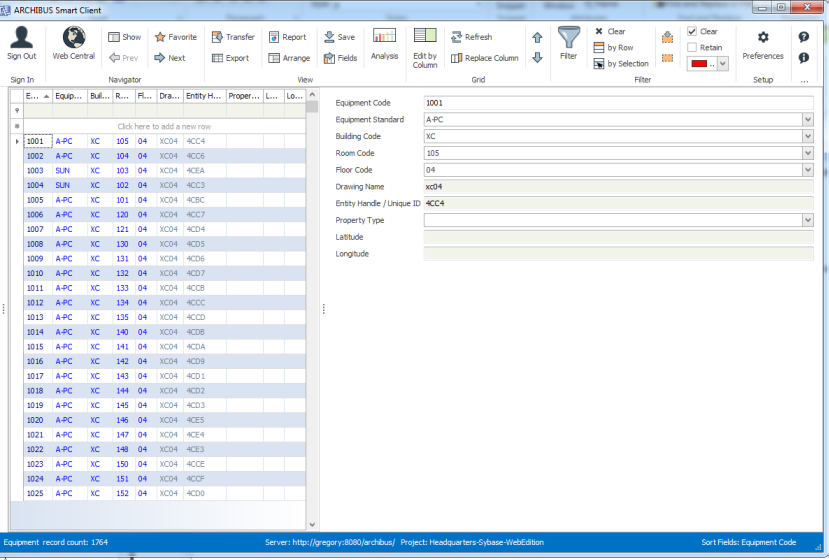 ARCHIBUS Smart Client
Sign Out Web Central Show Favorite Transfer Report Save Analysis Edit by Column Refresh Filter Clear Clear Preferences
Prev Next Export Arrange Fields Replace Column by Row Retain
by Selection ..
Sign In Navigator View Grid Filter Setup ...
E... Equip... Buil... R... Fl... Dra... Entity H... Proper... L... Lo...
Click here to add a new row
1001 A-PC XC 105 04 XC04 4CC4
1002 A-PC XC 104 04 XC04 4CC6
1003 SUN XC 103 04 XC04 4CEA
1004 SUN XC 102 04 XC04 4CC3
1005 A-PC XC 101 04 XC04 4CBC
1006 A-PC XC 120 04 XC04 4CC7
1007 A-PC XC 121 04 XC04 4CD4
1008 A-PC XC 130 04 XC04 4CD5
1009 A-PC XC 131 04 XC04 4CD6
1010 A-PC XC 132 04 XC04 4CD7
1011 A-PC XC 133 04 XC04 4CCB
1012 A-PC XC 134 04 XC04 4CCC
1013 A-PC XC 135 04 XC04 4CCD
1014 A-PC XC 140 04 XC04 4CDB
1015 A-PC XC 141 04 XC04 4CDA
1016 A-PC XC 142 04 XC04 4CD9
1017 A-PC XC 143 04 XC04 4CD1
1018 A-PC XC 144 04 XC04 4CD2
1019 A-PC XC 145 04 XC04 4CD3
1020 A-PC XC 146 04 XC04 4CE5
1021 A-PC XC 147 04 XC04 4CE4
1022 A-PC XC 148 04 XC04 4CE3
1023 A-PC XC 150 04 XC04 4CCE
1024 A-PC XC 151 04 XC04 4CCF
1025 A-PC XC 152 04 XC04 4CD0
Equipment Code 1001
Equipment Standard A-PC
Building Code XC
Room Code 105
Floor Code 04
Drawing Name xc04
Entity Handle / Unique ID 4CC4
Property Type
Latitude
Longitude
Equipment record count: 1764 Server: http://gregory:8080/archibus/ Project: Headquarters-Sybase-WebEdition Sort Fields: Equipment Code